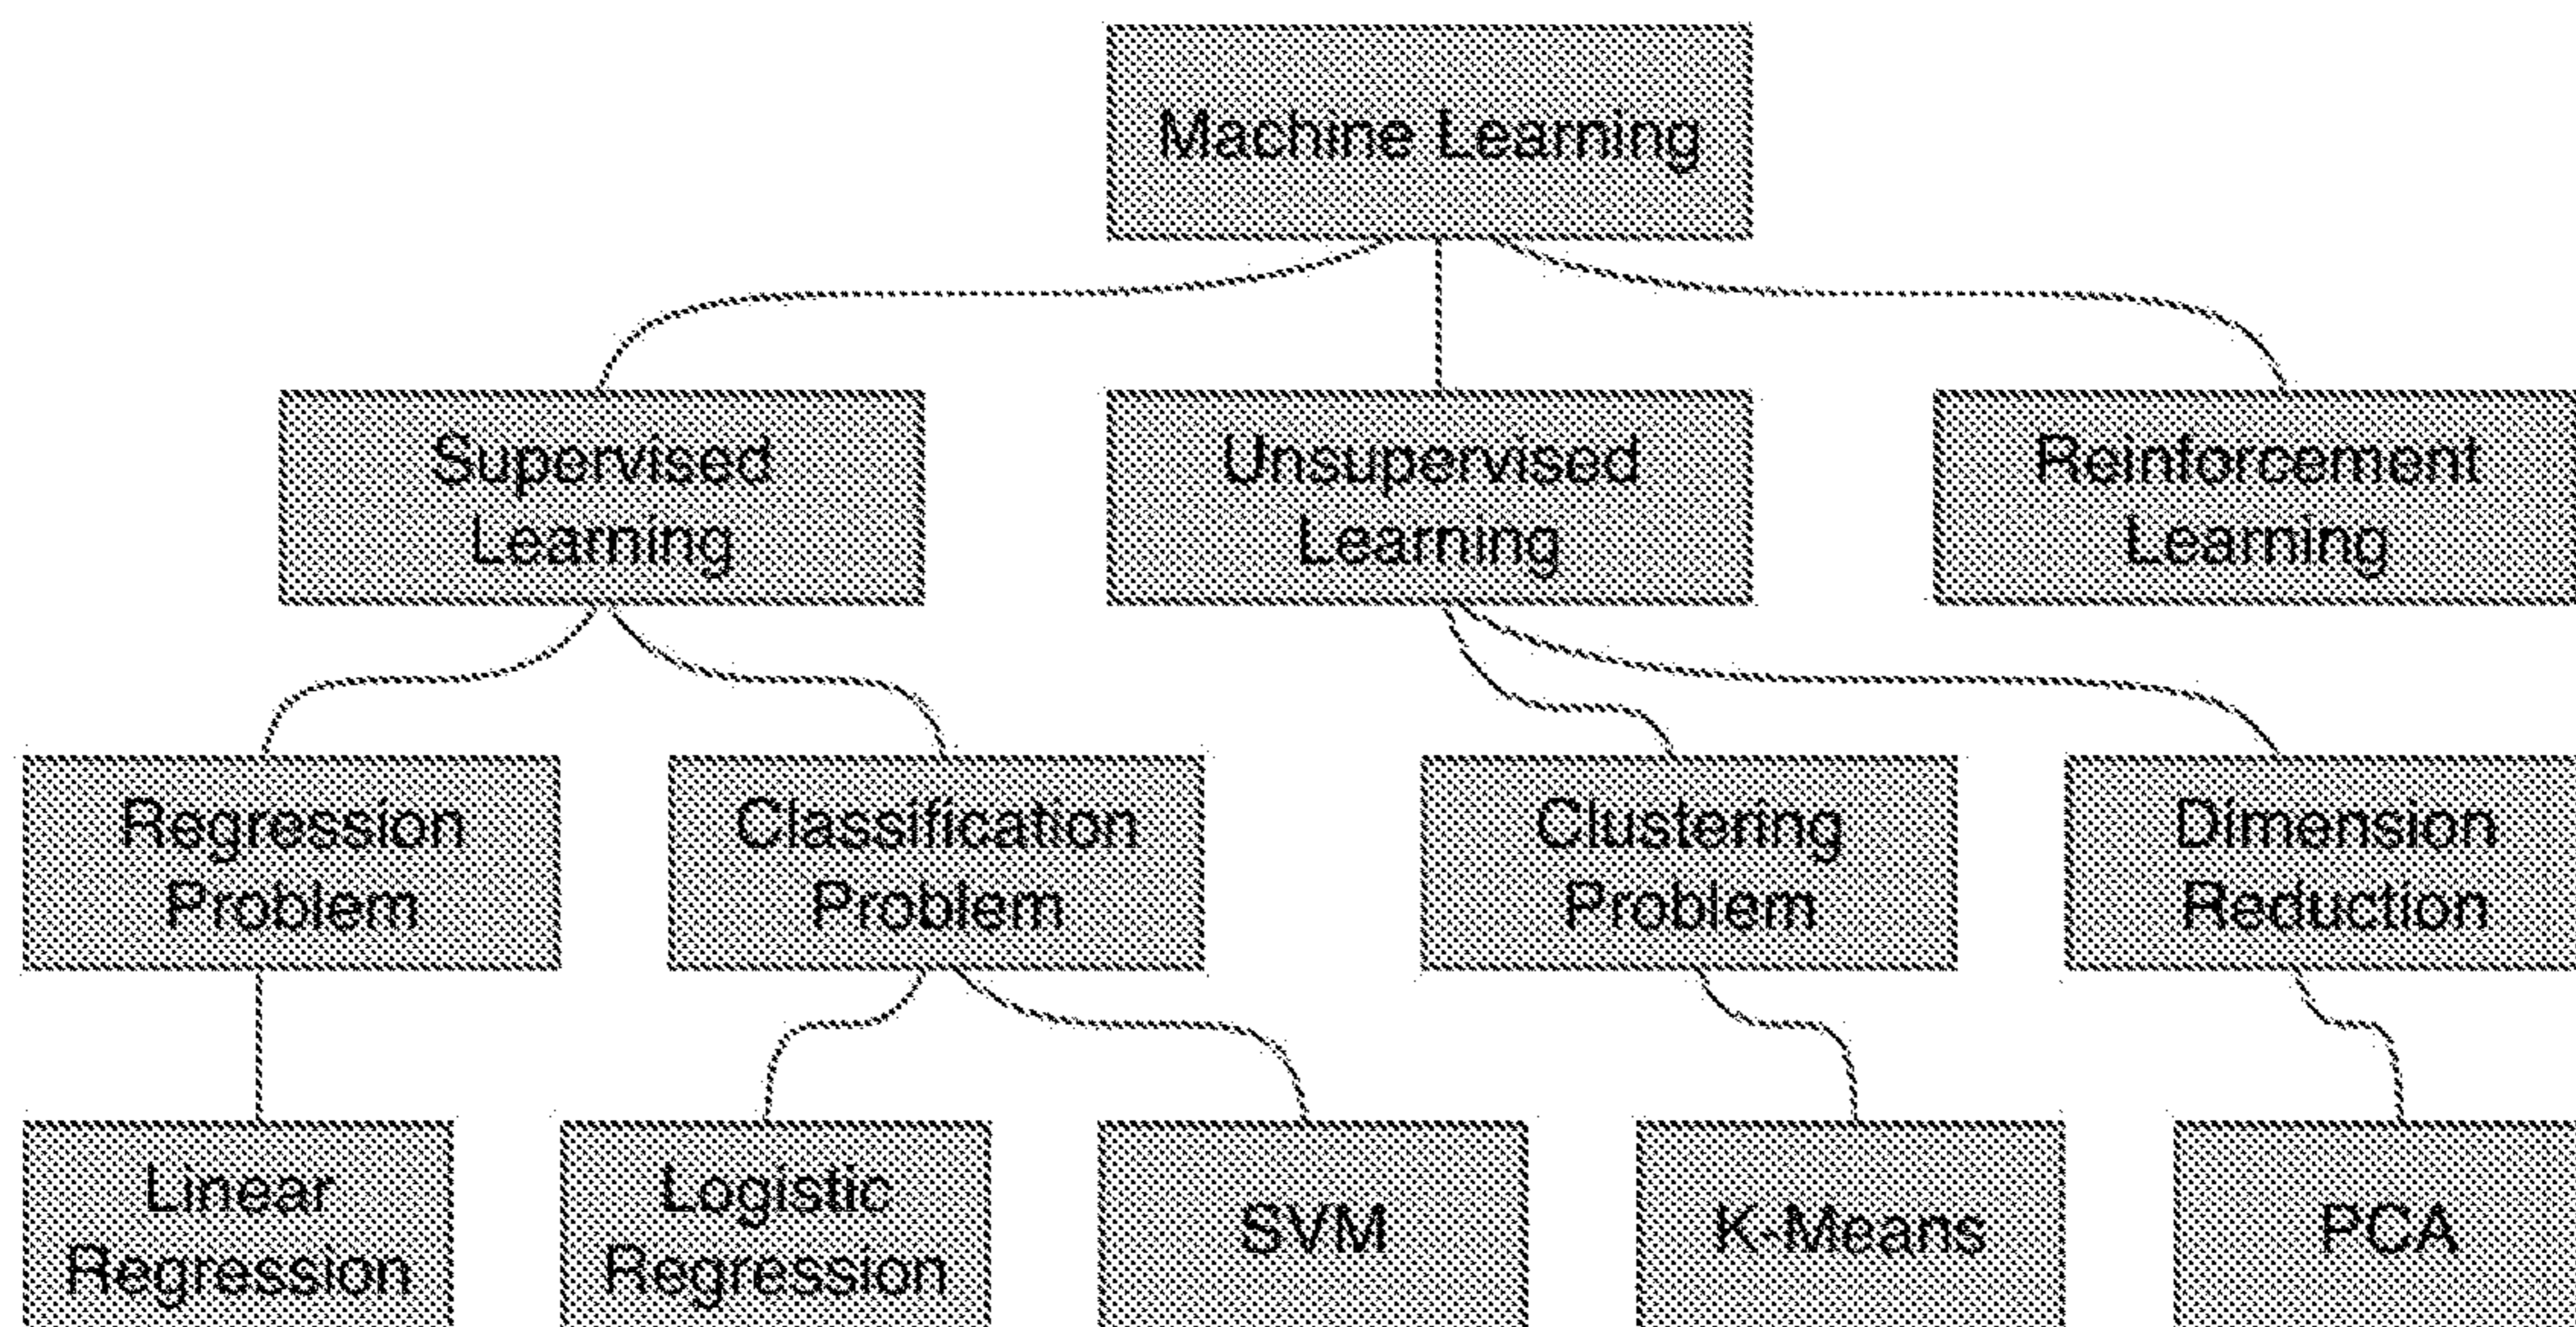 Machine Learning
Supervised
Learning
Unsupervised
Learning
Reinforcement
Learning
Regression
Problem
Classification
Problem
Clustering
Problem
Dimension
Reduction
Linear
Regression
Logistic
Regression
SVM
K-Means
PCA